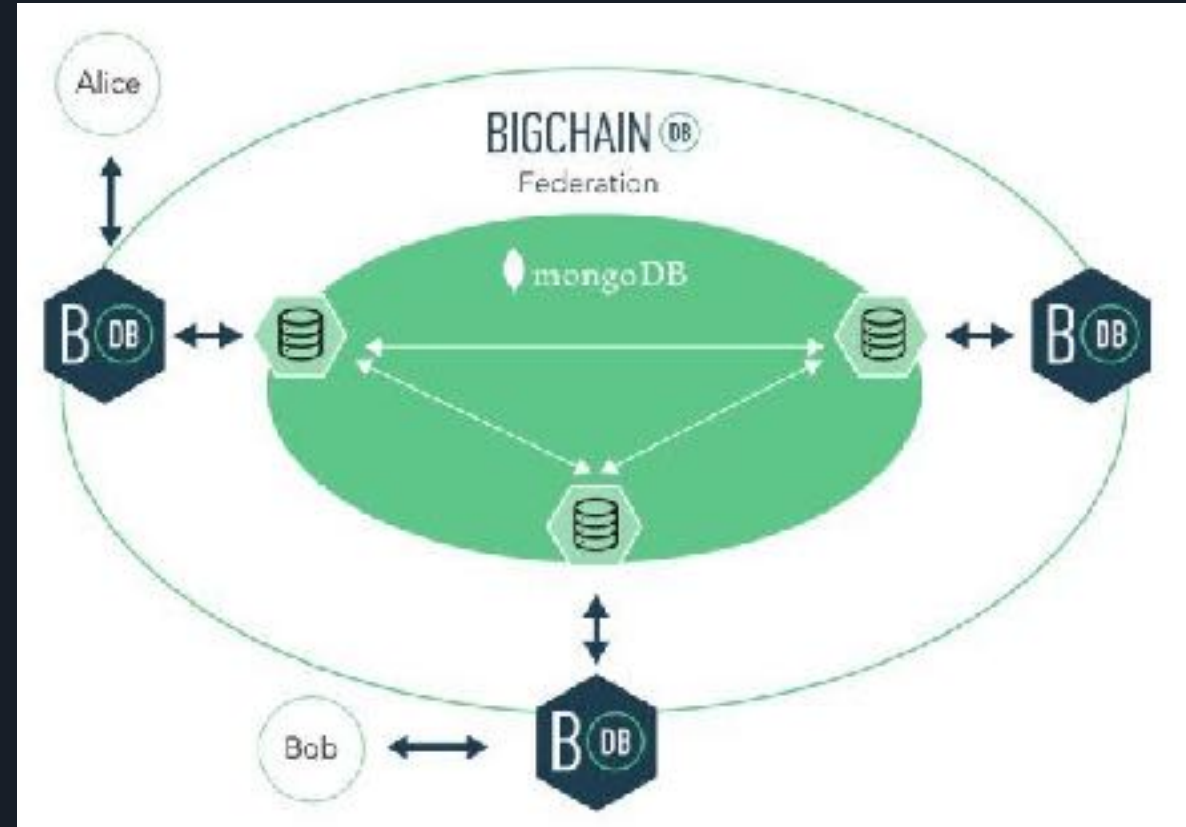 Alice
BIGCHAIN DB
Federation
mongoDB
B DB
B DB
B DB
Bob